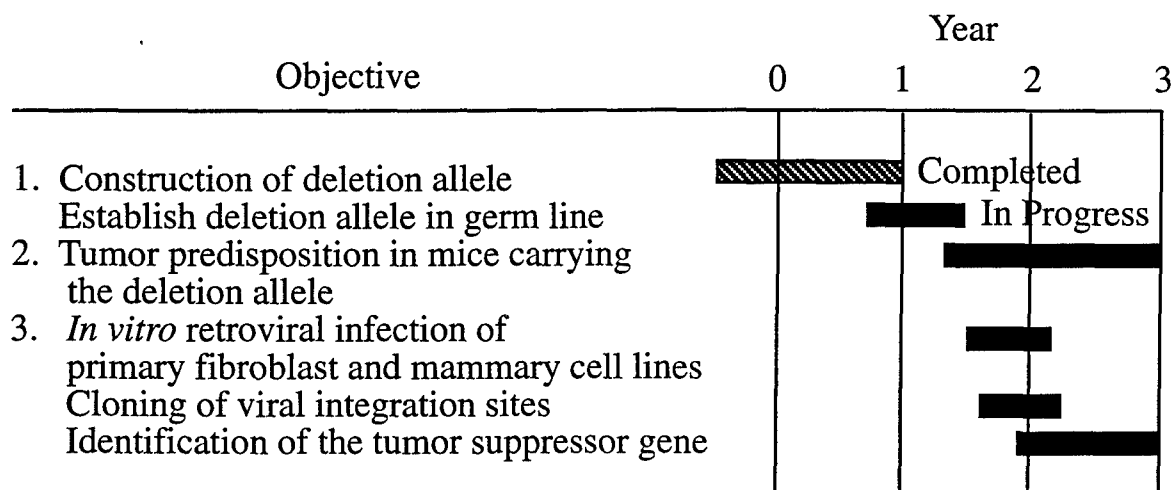 Year
Objective 0 1 2 3
1. Construction of deletion allele Completed
Establish deletion allele in germ line In Progress
2. Tumor predisposition in mice carrying
the deletion allele
3. In vitro retroviral infection of
primary fibroblast and mammary cell lines
Cloning of viral integration sites
Identification of the tumor suppressor gene